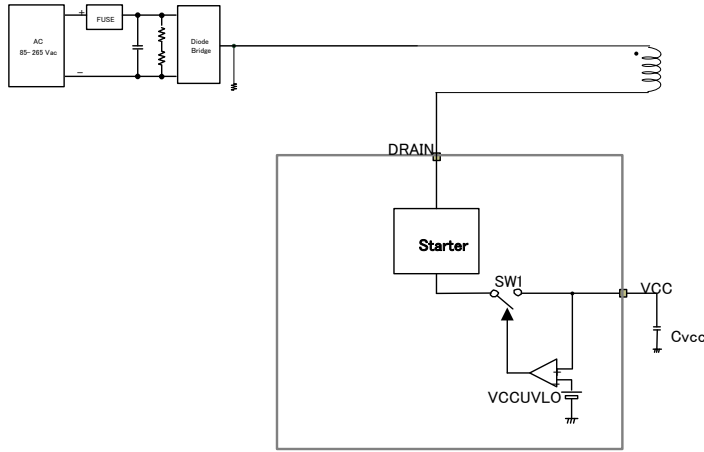 AC
85- 265 Vac
+
−
FUSE
Diode
Bridge
DRAIN
Starter
SW1
VCC
Cvcc
+
−
VCCUVLO